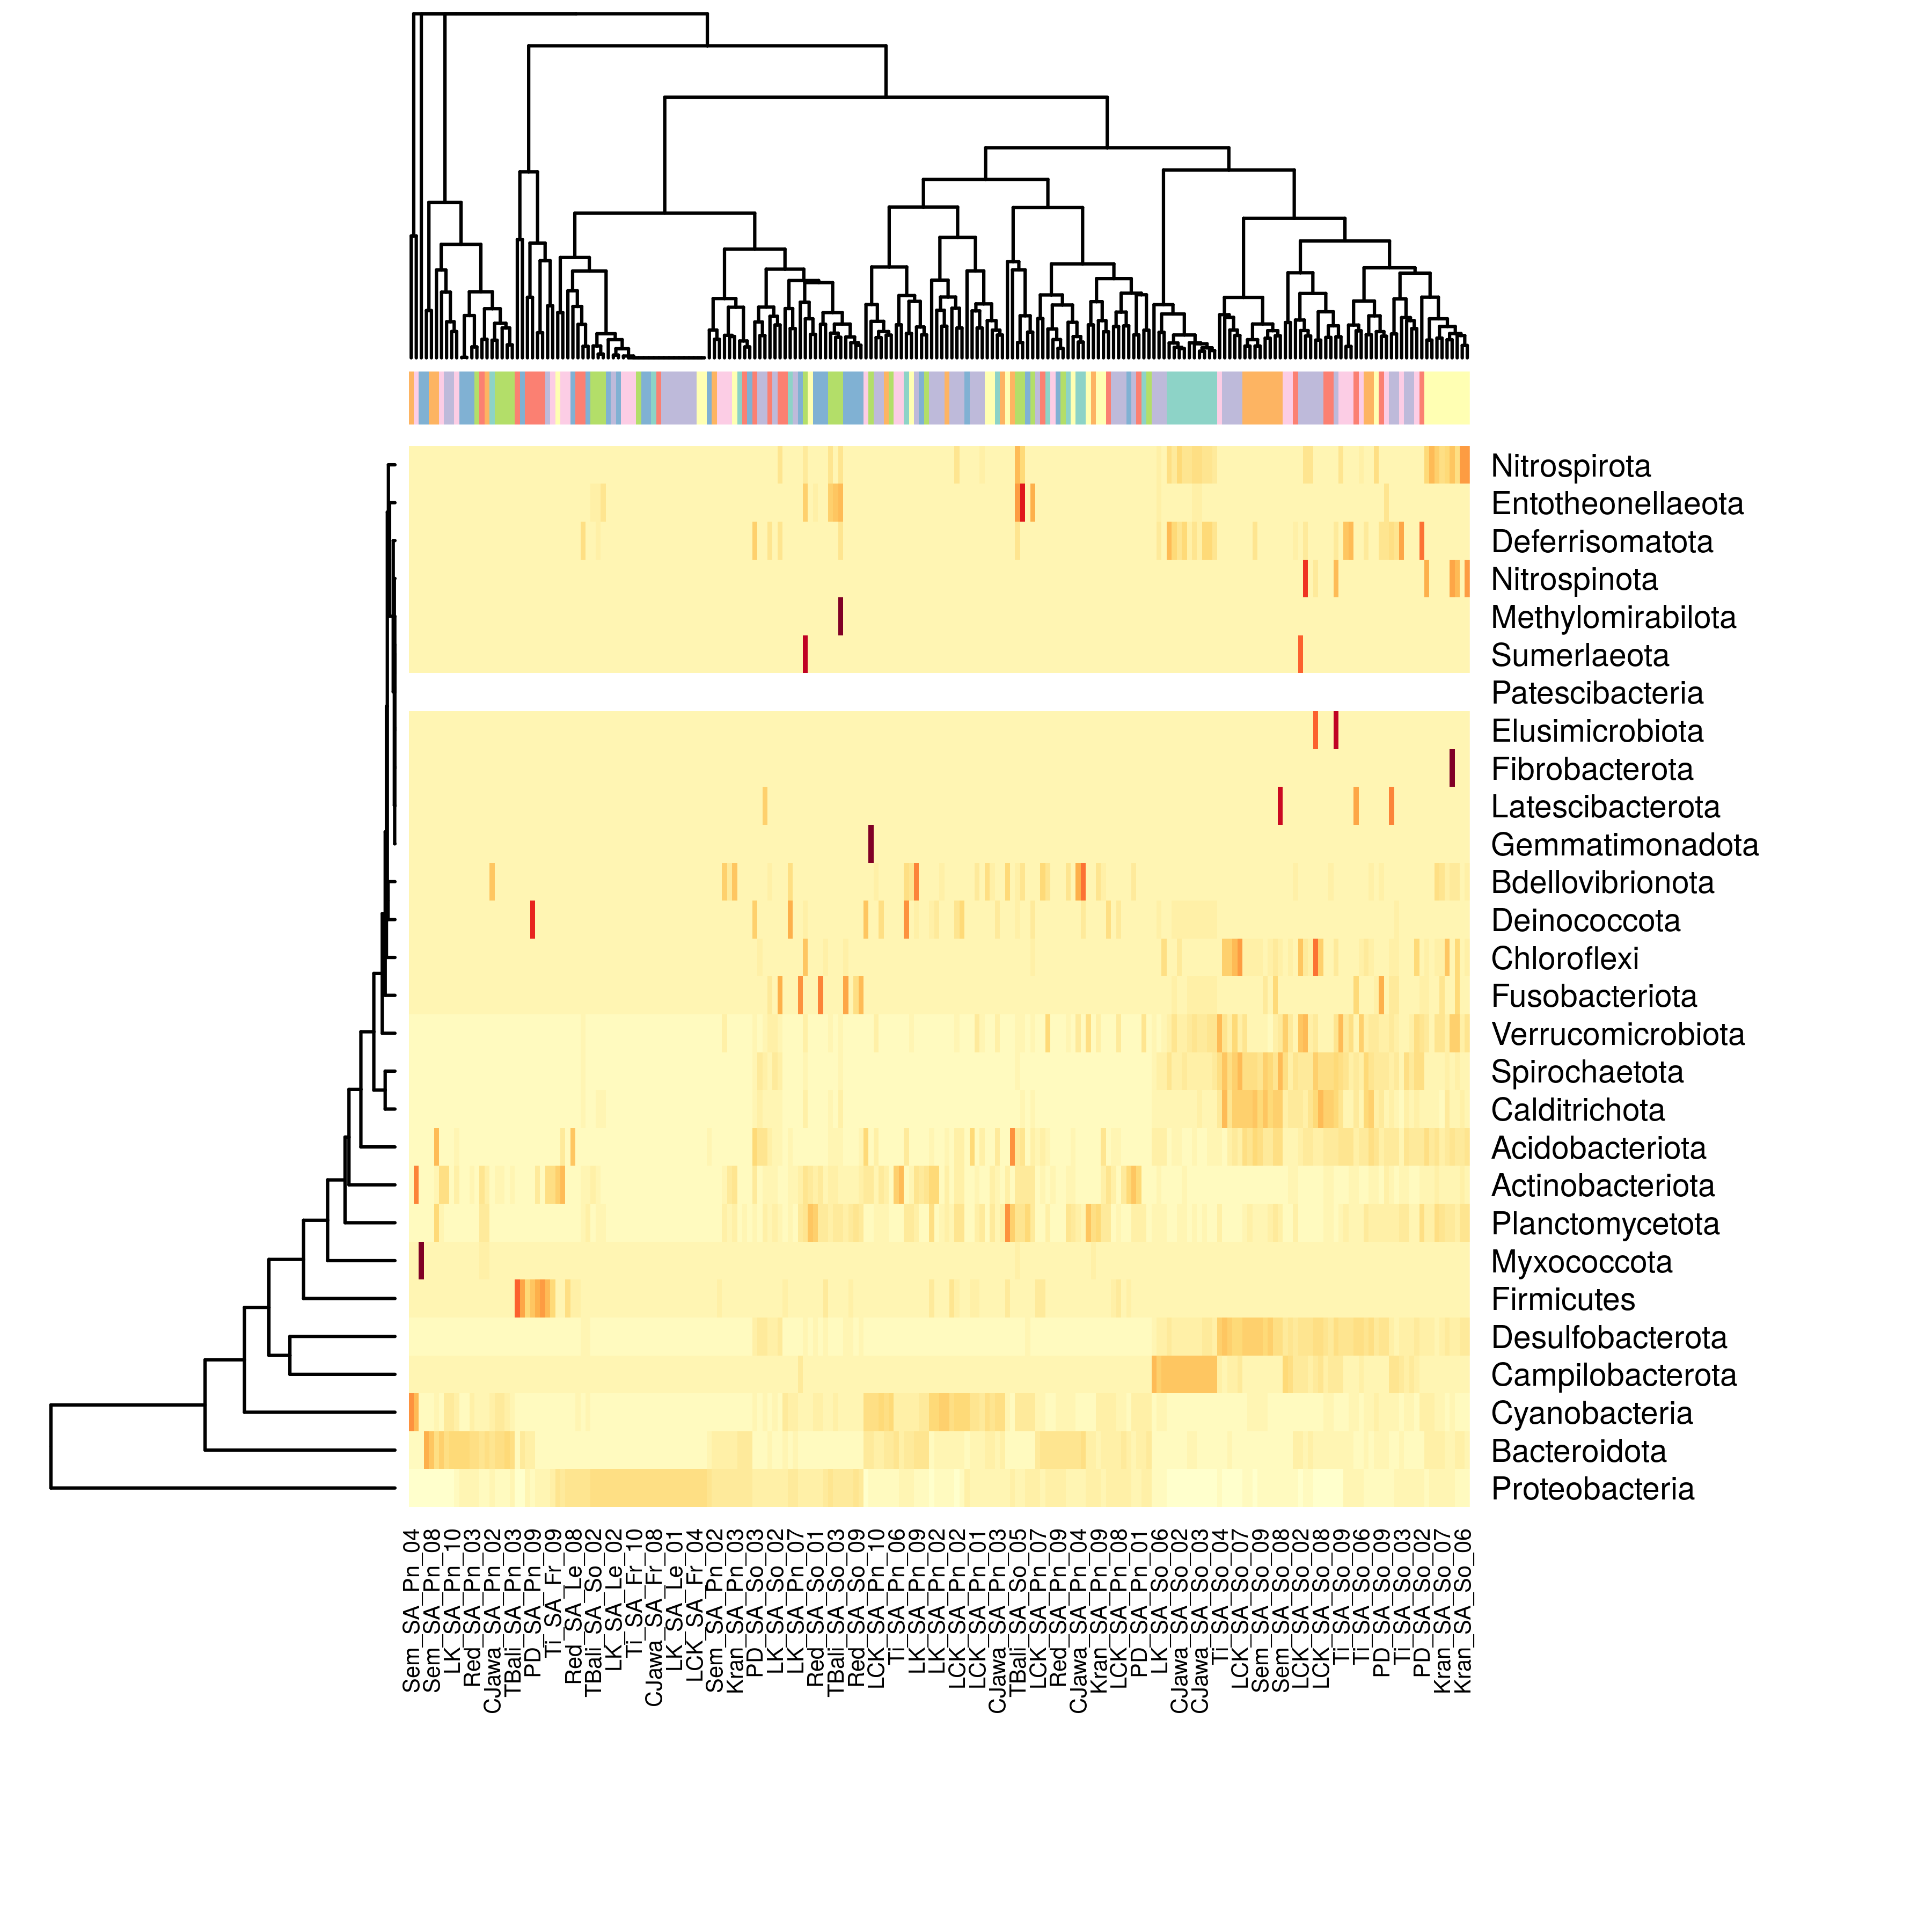 Nitrospirota
Entotheonellaeota
Deferrisomatota
Nitrospinota
Methylomirabilota
Sumerlaeota
Patescibacteria
Elusimicrobiota
Fibrobacterota
Latescibacterota
Gemmatimonadota
Bdellovibrionota
Deinococcota
Chloroflexi
Fusobacteriota
Verrucomicrobiota
Spirochaetota
Calditrichota
Acidobacteriota
Actinobacteriota
Planctomycetota
Myxococcota
Firmicutes
Desulfobacterota
Campilobacterota
Cyanobacteria
Bacteroidota
Proteobacteria
Sem_SA_Pn_04
Sem_SA_Pn_08
LK_SA_Pn_10
Red_SA_Pn_03
CJawa_SA_Pn_02
TBali_SA_Pn_03
PD_SA_Pn_09
Ti_SA_Fr_09
Red_SA_Le_08
TBali_SA_So_02
LK_SA_Le_02
Ti_SA_Fr_10
CJawa_SA_Fr_08
LK_SA_Le_01
LCK_SA_Fr_04
Sem_SA_Pn_02
Kran_SA_Pn_03
PD_SA_So_03
LK_SA_So_02
LK_SA_Pn_07
Red_SA_So_01
TBali_SA_So_03
Red_SA_So_09
LCK_SA_Pn_10
Ti_SA_Pn_06
LK_SA_Pn_09
LK_SA_Pn_02
LCK_SA_Pn_02
LCK_SA_Pn_01
CJawa_SA_Pn_03
TBali_SA_So_05
LCK_SA_Pn_07
Red_SA_Pn_09
CJawa_SA_Pn_04
Kran_SA_Pn_09
LCK_SA_Pn_08
PD_SA_Pn_01
LK_SA_So_06
CJawa_SA_So_02
CJawa_SA_So_03
Ti_SA_So_04
LCK_SA_So_07
Sem_SA_So_09
Sem_SA_So_08
LCK_SA_So_02
LCK_SA_So_08
Ti_SA_So_09
Ti_SA_So_06
PD_SA_So_09
Ti_SA_So_03
PD_SA_So_02
Kran_SA_So_07
Kran_SA_So_06